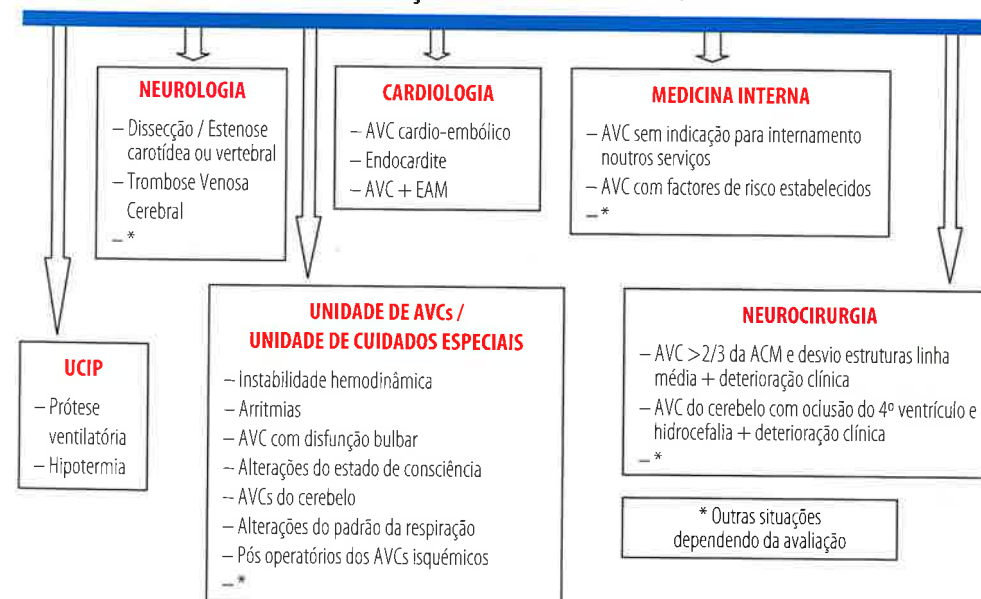 NEUROLOGIA
– Dissecção / Estenose
carotídea ou vertebral
– Trombose Venosa
Cerebral
– *
CARDIOLOGIA
– AVC cardio-embólico
– Endocardite
– AVC + EAM
MEDICINA INTERNA
– AVC sem indicação para internamento
noutros serviços
– AVC com factores de risco estabelecidos
– *
UCIP
– Prótese
ventilatória
– Hipotermia
UNIDADE DE AVCs /
UNIDADE DE CUIDADOS ESPECIAIS
– Instabilidade hemodinâmica
– Arritmias
– AVC com disfunção bulbar
– Alterações do estado de consciência
– AVCs do cerebelo
– Alterações do padrão da respiração
– Pós operatórios dos AVCs isquémicos
– *
NEUROCIRURGIA
– AVC >2/3 da ACM e desvio estruturas linha
média + deterioração clínica
– AVC do cerebelo com oclusão do 4º ventrículo e
hidrocefalia + deterioração clínica
– *
* Outras situações
dependendo da avaliação